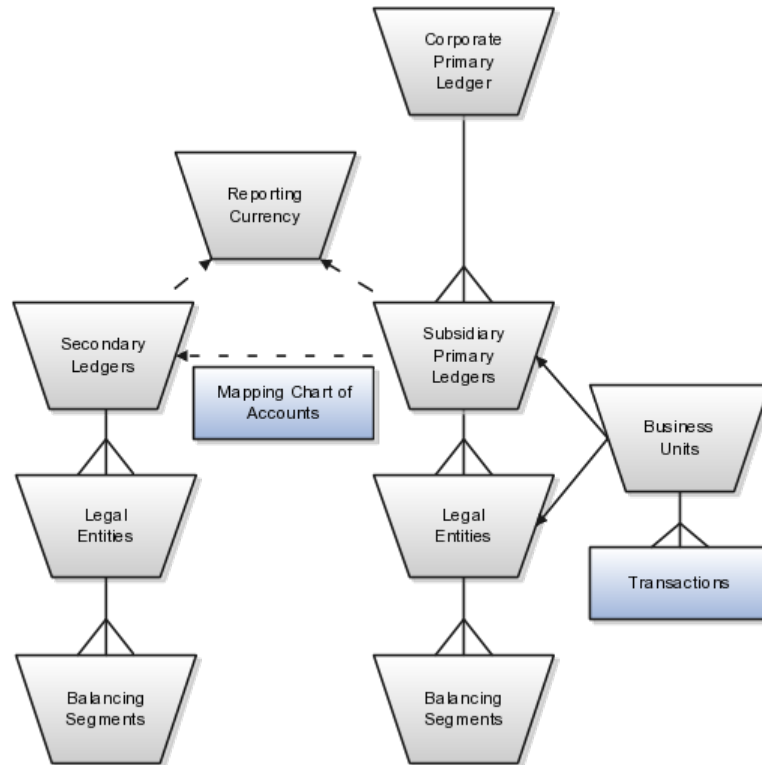 Corporate
Primary
Ledger
Reporting
Currency
Secondary
Ledgers
Subsidiary
Primary
Ledgers
Mapping Chart of
Accounts
Business
Units
Legal
Entities
Legal
Entities
Transactions
Balancing
Segments
Balancing
Segments